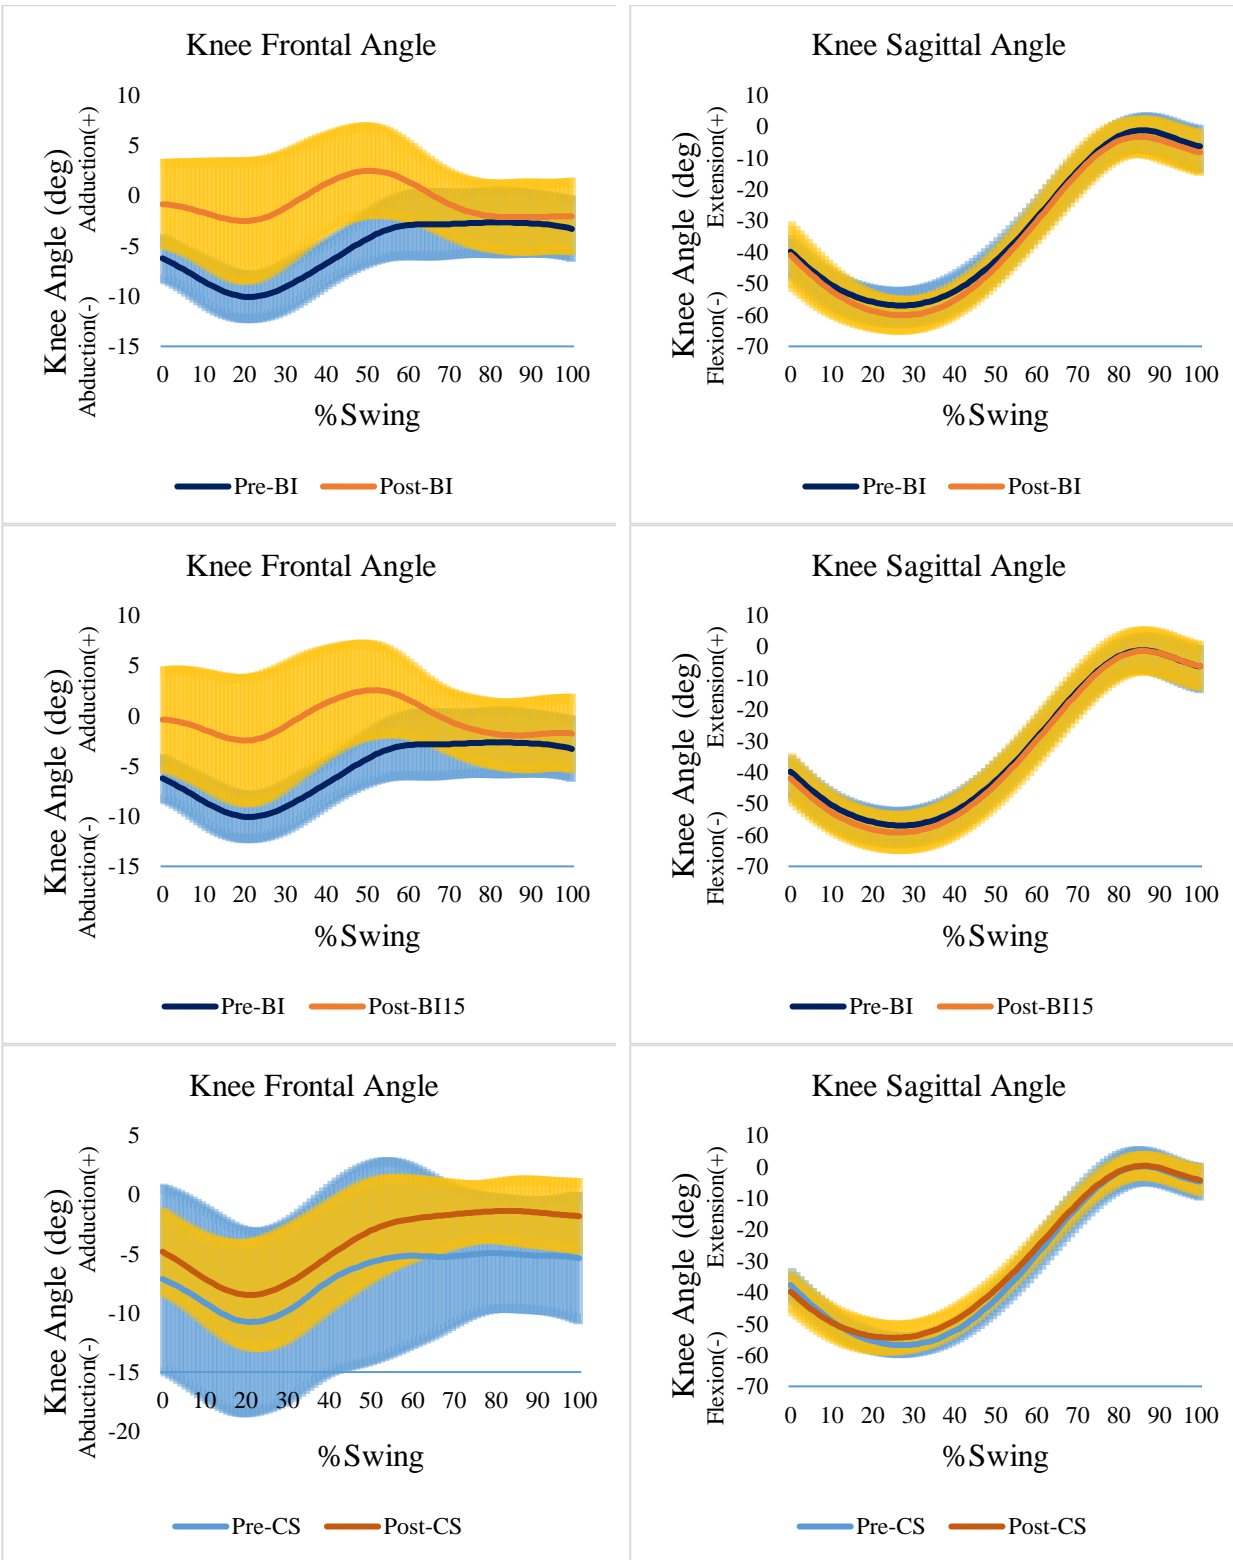 Knee Frontal Angle
Knee Angle (deg)
Abduction(-) Adduction(+)
10
5
0
-5
-10
-15
0 10 20 30 40 50 60 70 80 90 100
%Swing
Pre-BI Post-BI
Knee Sagittal Angle
Knee Angle (deg)
Flexion(-) Extension(+)
10
0
-10
-20
-30
-40
-50
-60
-70
0 10 20 30 40 50 60 70 80 90 100
%Swing
Pre-BI Post-BI
Knee Frontal Angle
Knee Angle (deg)
Abduction(-) Adduction(+)
10
5
0
-5
-10
-15
0 10 20 30 40 50 60 70 80 90 100
%Swing
Pre-BI Post-BI15
Knee Sagittal Angle
Knee Angle (deg)
Flexion(-) Extension(+)
10
0
-10
-20
-30
-40
-50
-60
-70
0 10 20 30 40 50 60 70 80 90 100
%Swing
Pre-BI Post-BI15
Knee Frontal Angle
Knee Angle (deg)
Abduction(-) Adduction(+)
5
0
-5
-10
-15
-20
0 10 20 30 40 50 60 70 80 90 100
%Swing
Pre-CS Post-CS
Knee Sagittal Angle
Knee Angle (deg)
Flexion(-) Extension(+)
10
0
-10
-20
-30
-40
-50
-60
-70
0 10 20 30 40 50 60 70 80 90 100
%Swing
Pre-CS Post-CS